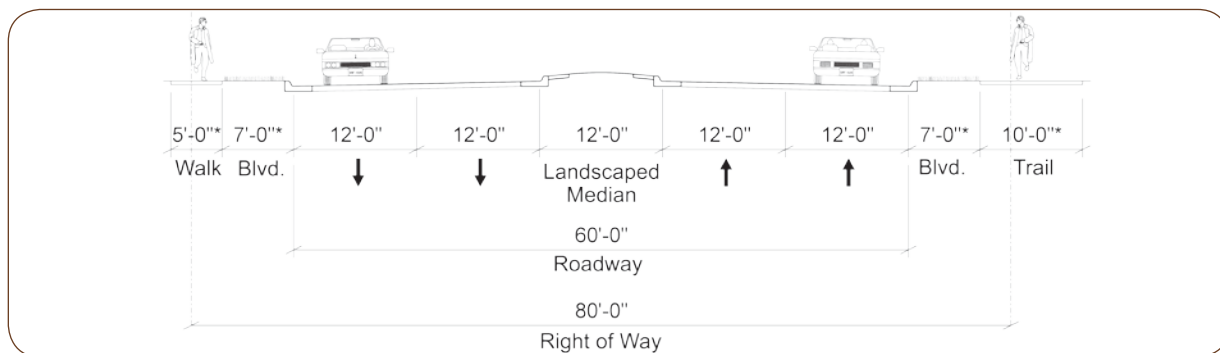 5'-0"* 7'-0"* 12'-0" 12'-0" 12'-0" 12'-0" 12'-0" 7'-0"* 10'-0"*
Walk Blvd. Landscaped Blvd. Trail
Median
60'-0"
Roadway
80'-0"
Right of Way